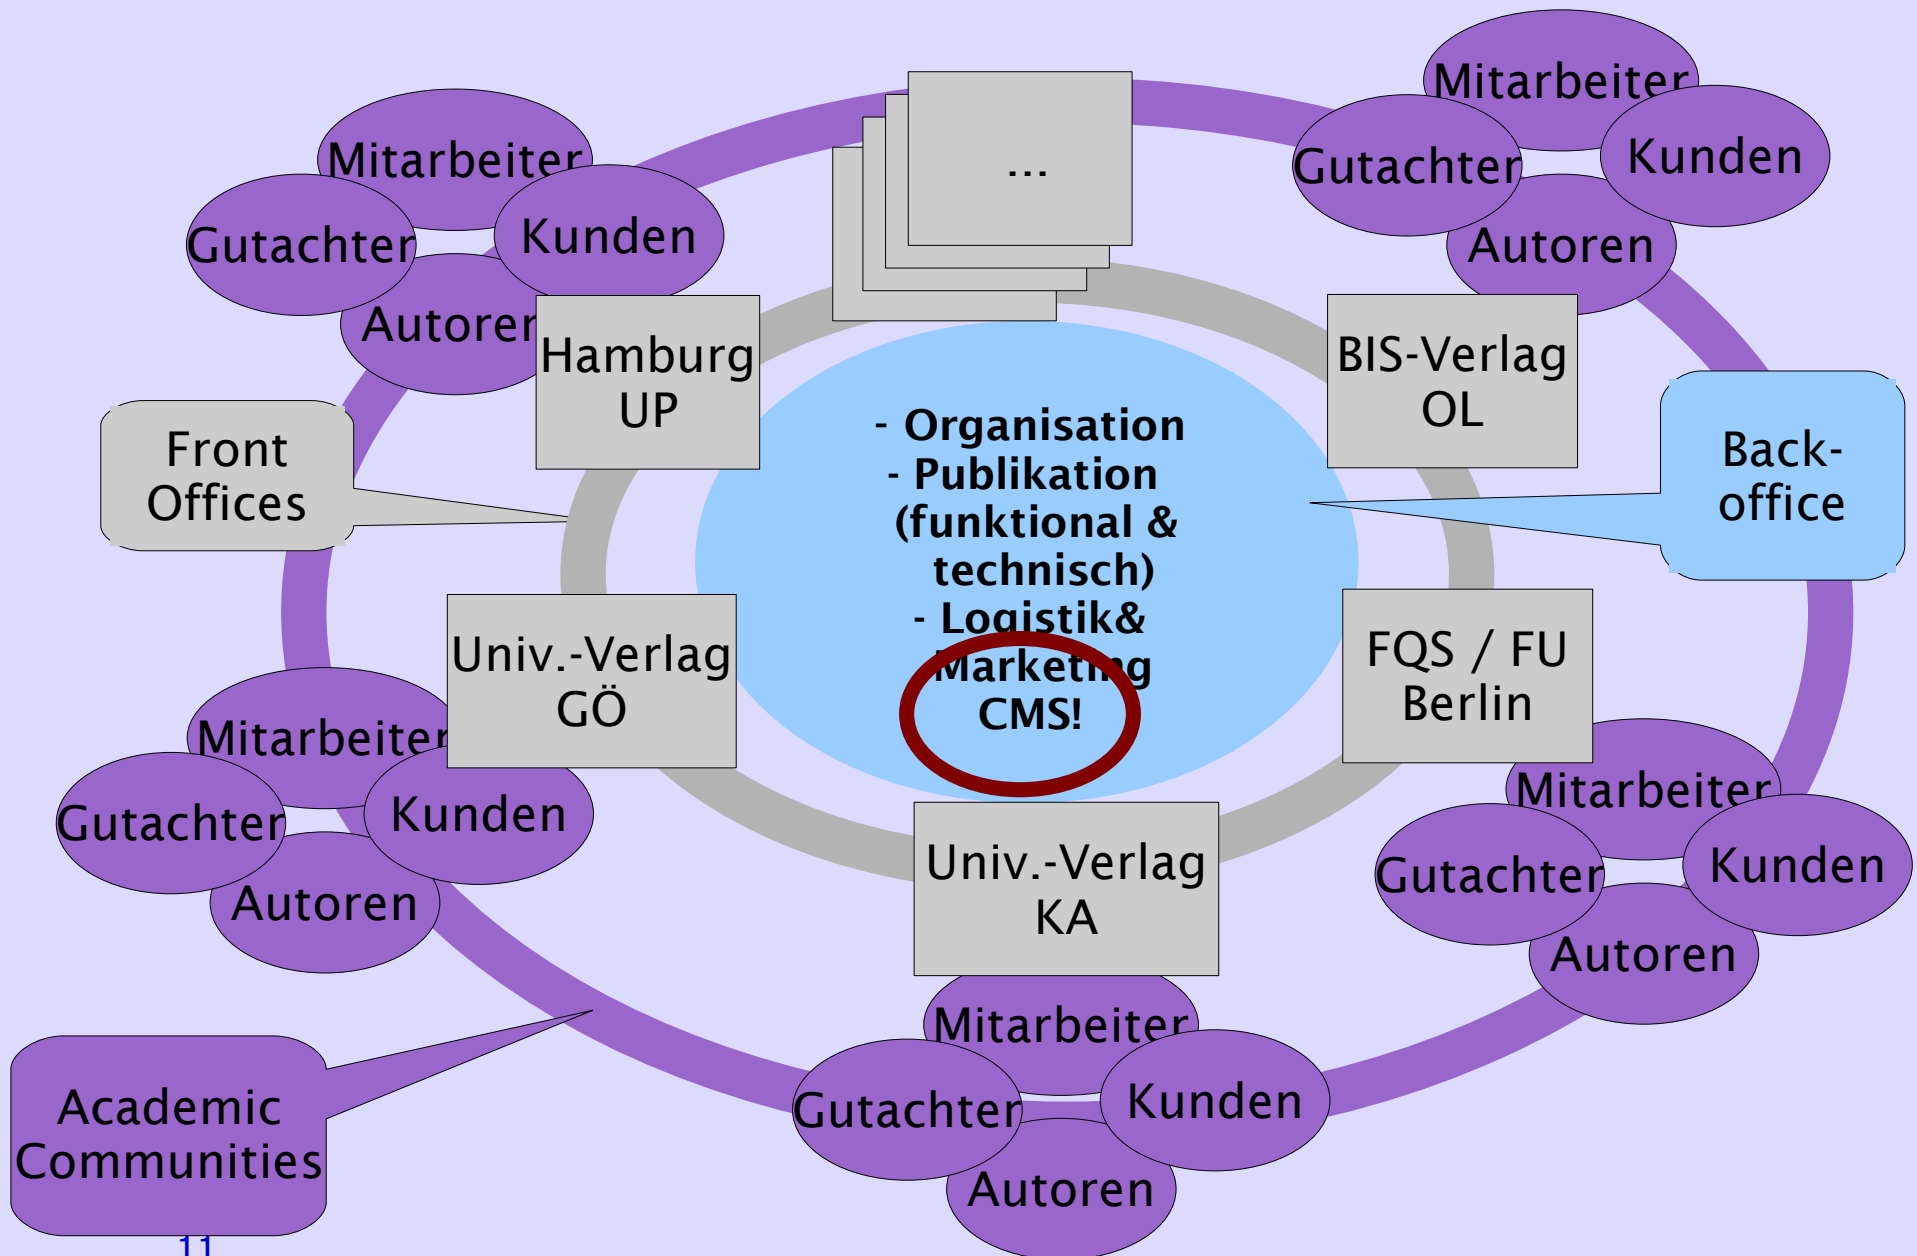 Mitarbeiter
Gutachter
Kunden
Autoren
Mitarbeiter
Gutachter
Kunden
Autoren
...
Hamburg
UP
BIS-Verlag
OL
Front
Offices
Back-
office
- Organisation
- Publikation
(funktional &
technisch)
- Logistik&
Marketing
CMS!
Univ.-Verlag
GÖ
FQS / FU
Berlin
Mitarbeiter
Gutachter
Kunden
Autoren
Mitarbeiter
Gutachter
Kunden
Autoren
Univ.-Verlag
KA
Mitarbeiter
Gutachter
Kunden
Autoren
Academic
Communities
11